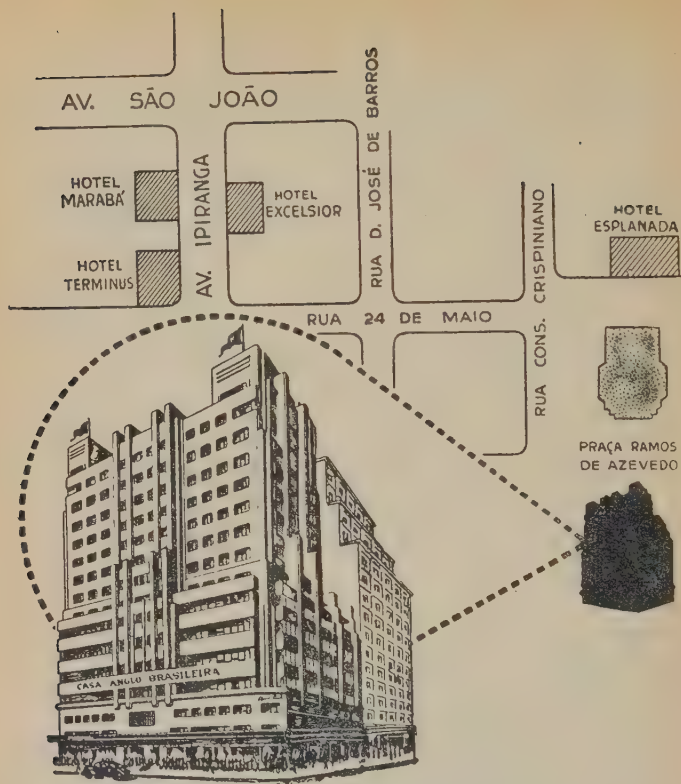 AV. SÃO JOÃO
RUA D. JOSÉ DE BARROS
HOTEL
MARABÁ
AV. IPIRANGA
HOTEL
EXCELSIOR
HOTEL
TERMINUS
RUA CONS. CRISPINIANO
HOTEL
ESPLANADA
RUA 24 DE MAIO
PRAÇA RAMOS
DE AZEVEDO
CASA ANGLO BRASILEIRA